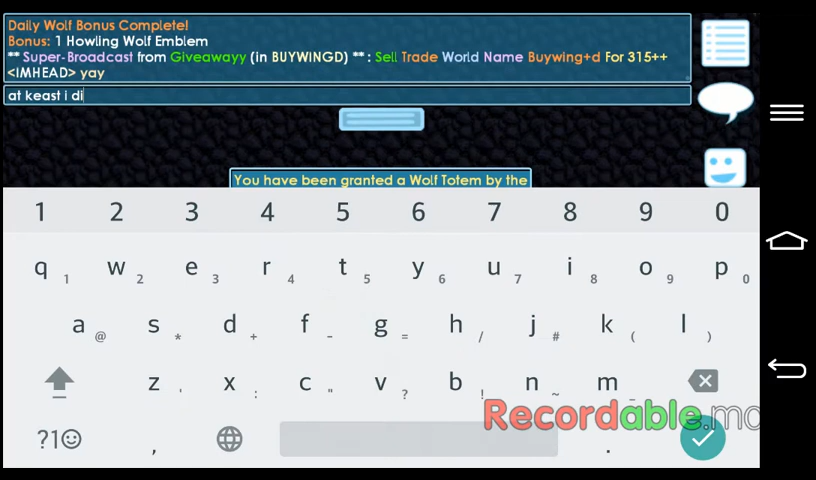 Daily Wolf Bonus Complete!
Bonus: 1 Howling Wolf Emblem
** Super-Broadcast from Giveawayy (in BUYWINGD) ** : Sell Trade World Name Buywing+d For 315++
<IMHEAD> yay
at keast i di
You have been granted a Wolf Totem by the
1 2 3 4 5 6 7 8 9 0
q 1 w 2 e 3 r 4 t 5 y 6 u 7 i 8 o 9 p 0
a @ s * d + f - g = h / j # k ( l )
z ' x : c " v ? b ! n ~ m _
Recordable.mo
?1☺ , .